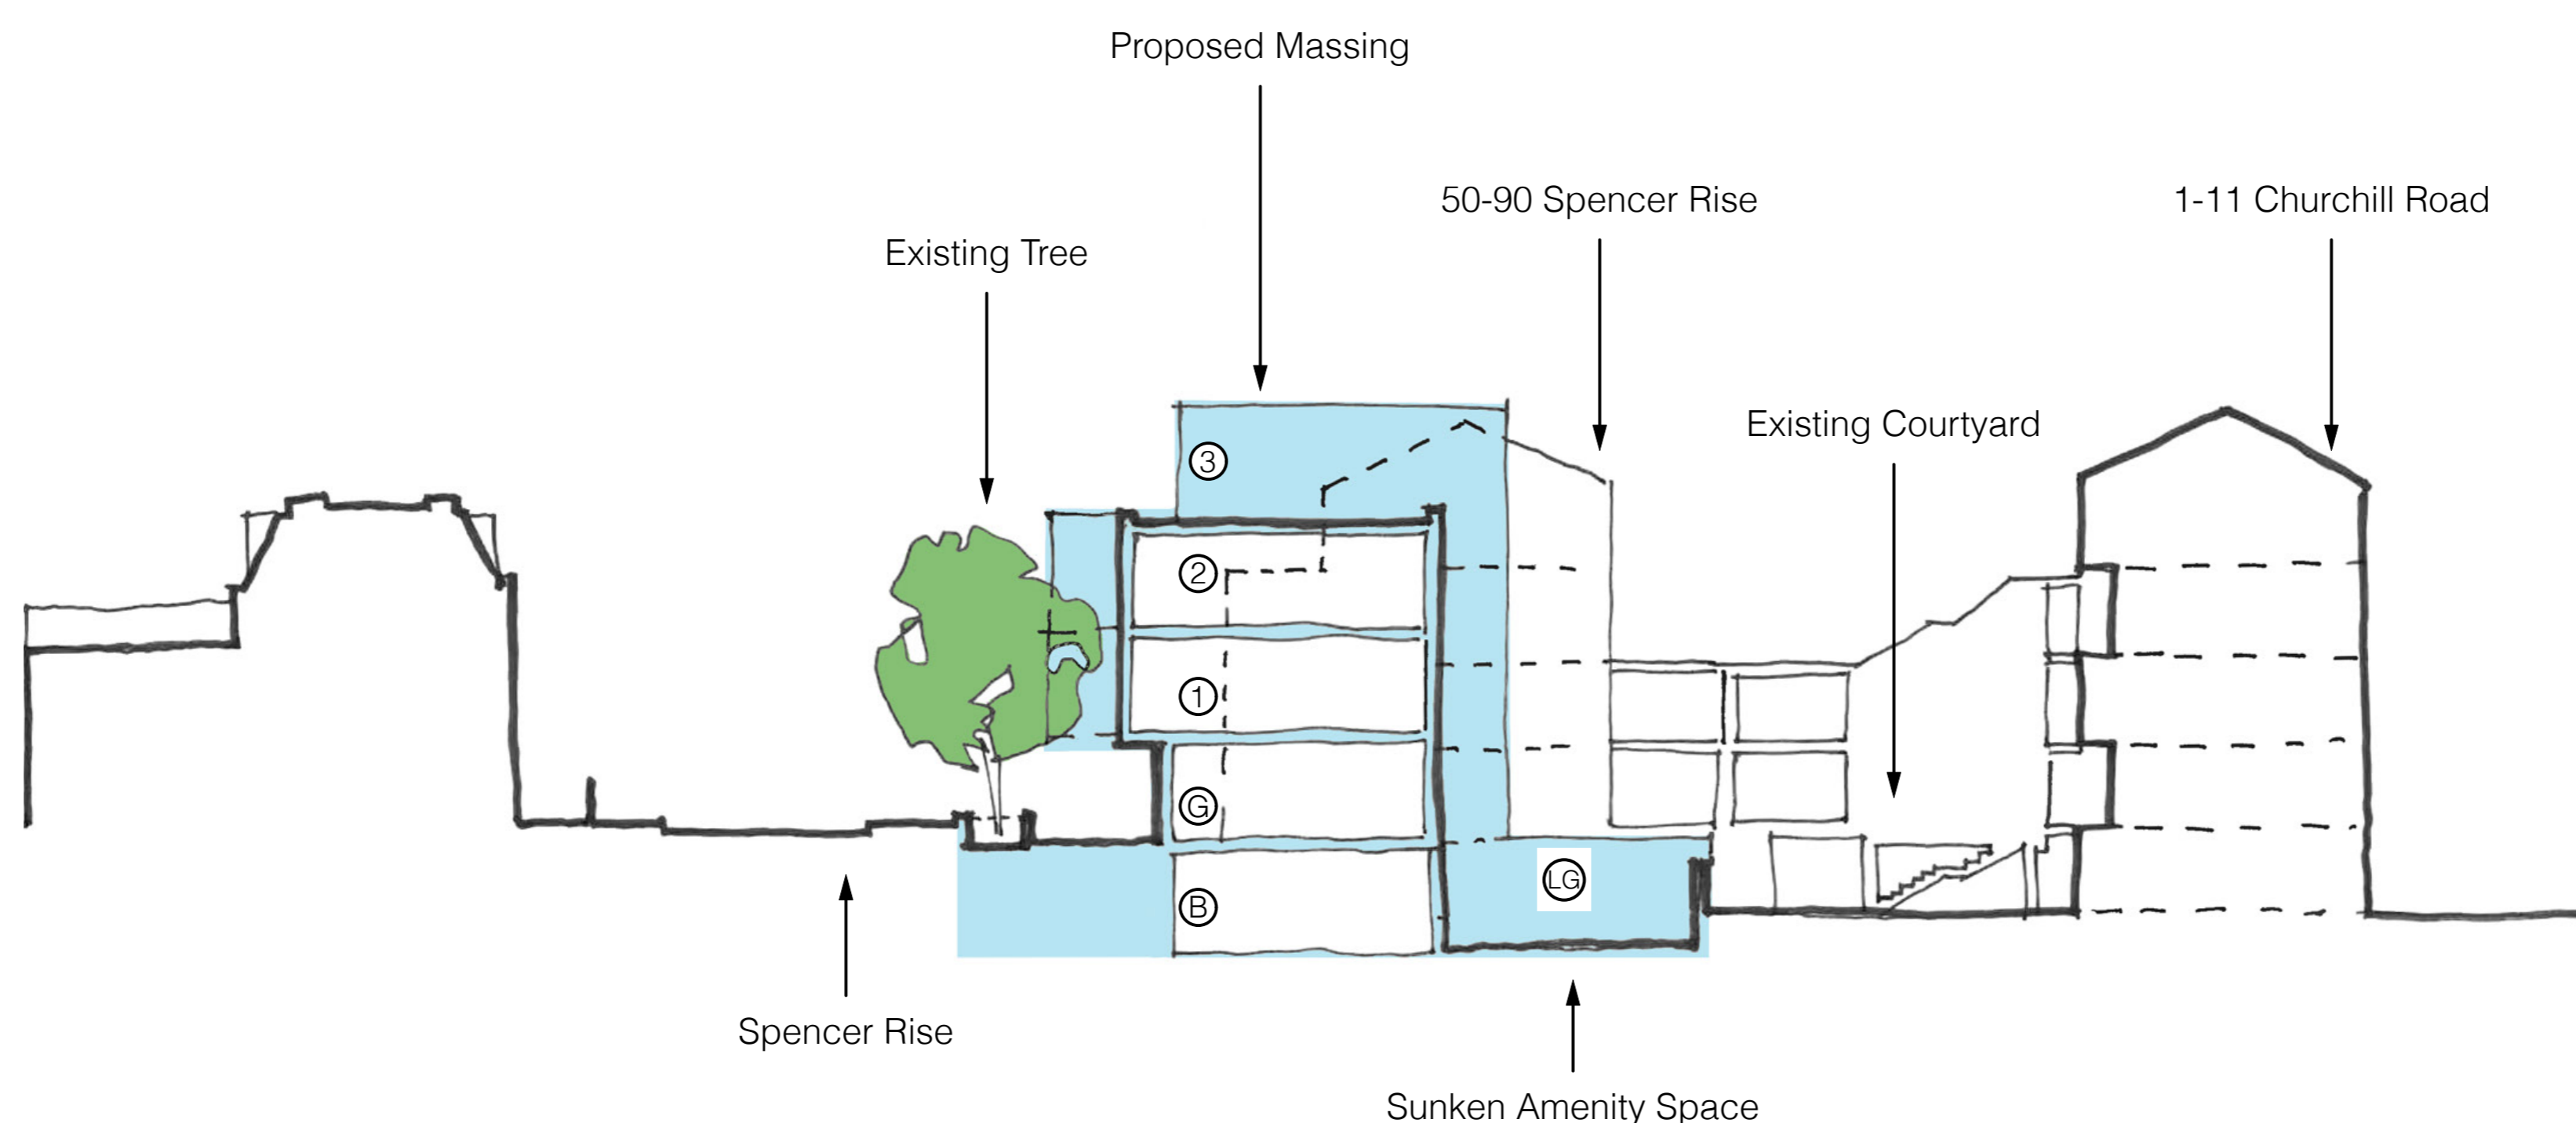 Proposed Massing
50-90 Spencer Rise
1-11 Churchill Road
Existing Tree
Existing Courtyard
3
2
1
G
LG
B
Spencer Rise
Sunken Amenity Space